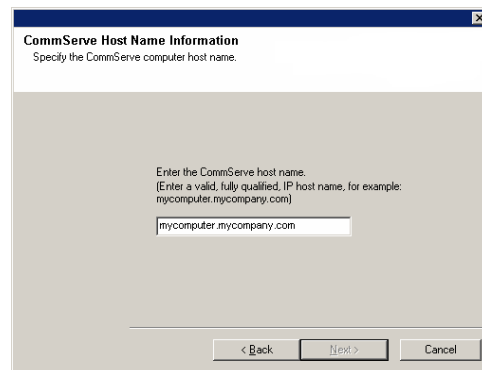 CommServe Host Name Information
Specify the CommServe computer host name.
Enter the CommServe host name.
(Enter a valid, fully qualified, IP host name, for example:
mycomputer.mycompany.com)
mycomputer.mycompany.com
< Back
Next >
Cancel